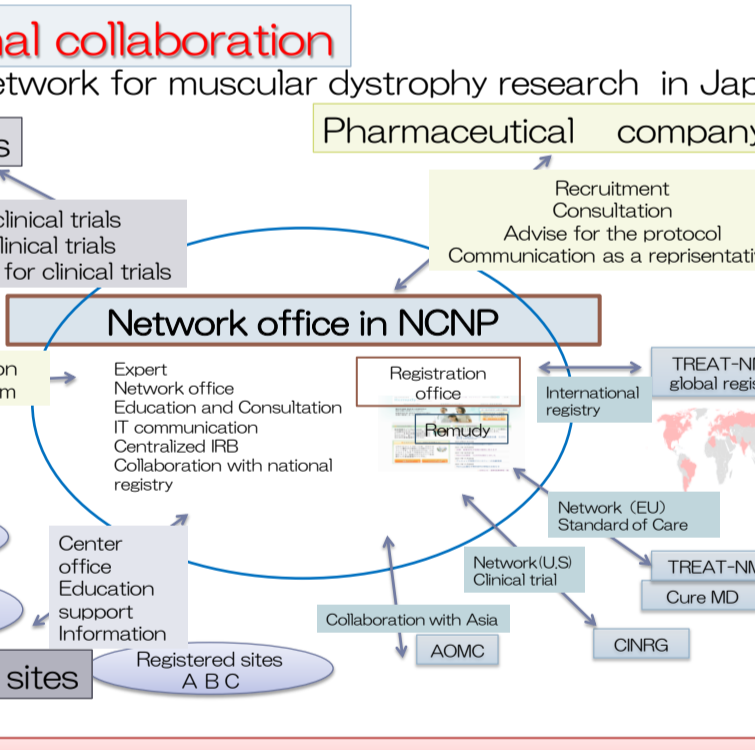 nal collaboration
etwork for muscular dystrophy research in Jap
s
Pharmaceutical company
clinical trials
linical trials
for clinical trials
Recruitment
Consultation
Advise for the protocol
Communication as a reprisentati
Network office in NCNP
on
m
Expert
Network office
Education and Consultation
IT communication
Centralized IRB
Collaboration with national
registry
Registration
office
Remudy
International
registry
TREAT-NM
global regis
Network (EU)
Standard of Care
TREAT-NM
Cure MD
Network(U.S)
Clinical trial
CINRG
Collaboration with Asia
AOMC
Center
office
Education
support
Information
sites
Registered sites
A B C